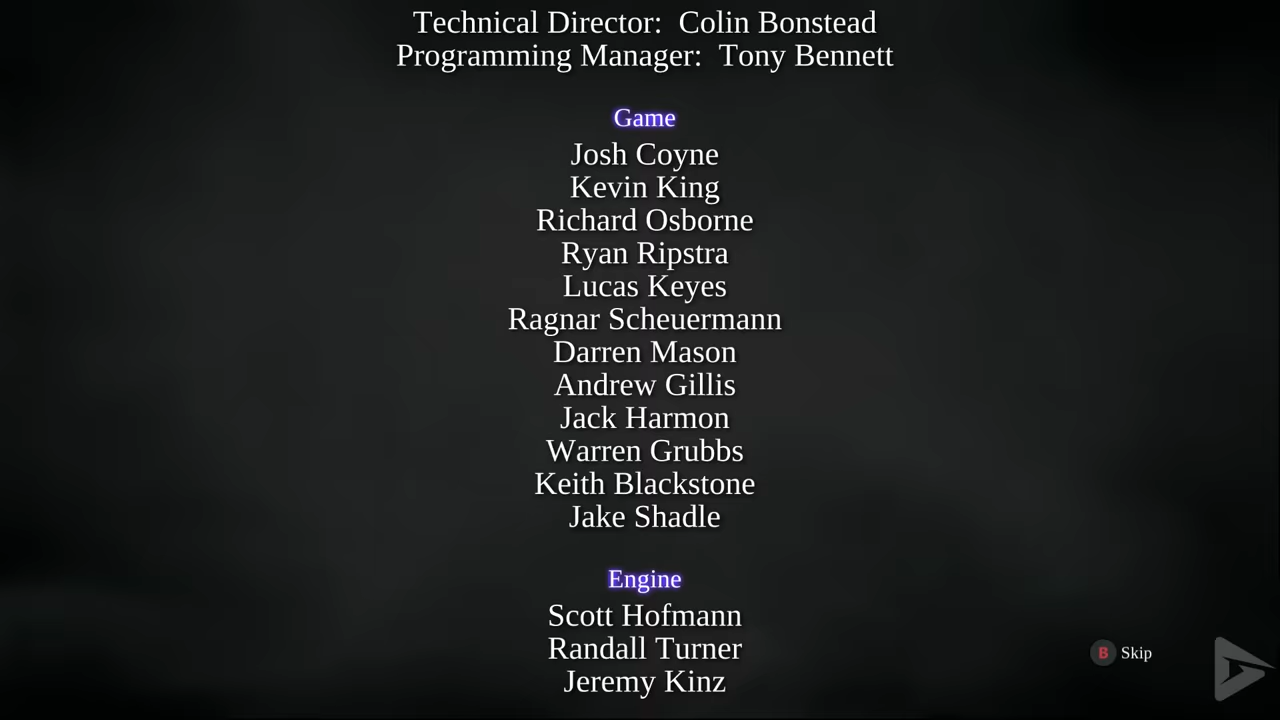 Technical Director:  Colin Bonstead
Programming Manager:  Tony Bennett
Game
Josh Coyne
Kevin King
Richard Osborne
Ryan Ripstra
Lucas Keyes
Ragnar Scheuermann
Darren Mason
Andrew Gillis
Jack Harmon
Warren Grubbs
Keith Blackstone
Jake Shadle
Engine
Scott Hofmann
Randall Turner
Jeremy Kinz
B Skip